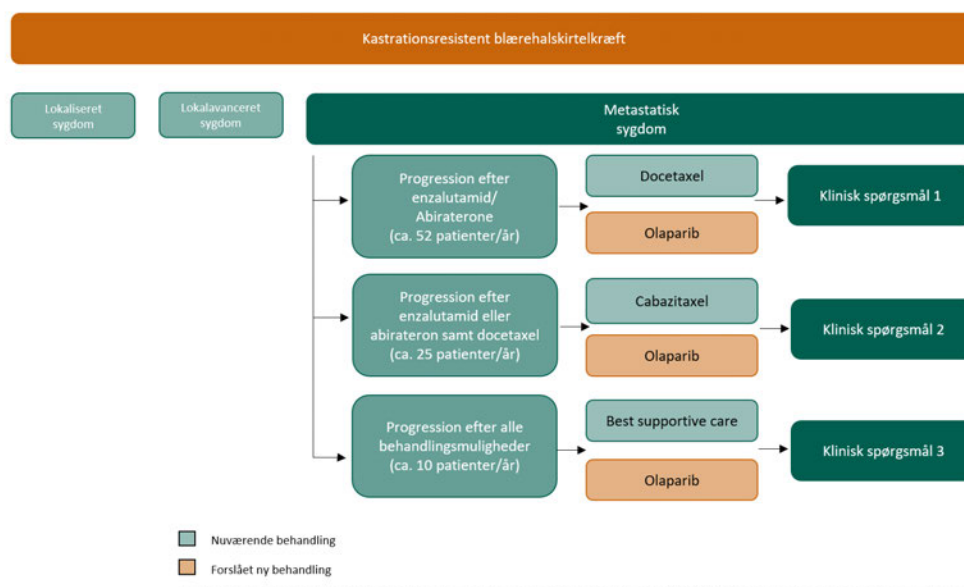 Kastrationsresistent blærehalskirtelkræft
Lokaliseret
sygdom
Lokalavanceret
sygdom
Metastatisk
sygdom
Progression efter
enzalutamid/
Abiraterone
(ca. 52 patienter/år)
Docetaxel
Olaparib
Klinisk spørgsmål 1
Progression efter
enzalutamid eller
abirateron samt docetaxel
(ca. 25 patienter/år)
Cabazitaxel
Olaparib
Klinisk spørgsmål 2
Progression efter alle
behandlingsmuligheder
(ca. 10 patienter/år)
Best supportive care
Olaparib
Klinisk spørgsmål 3
Nuværende behandling
Forslået ny behandling